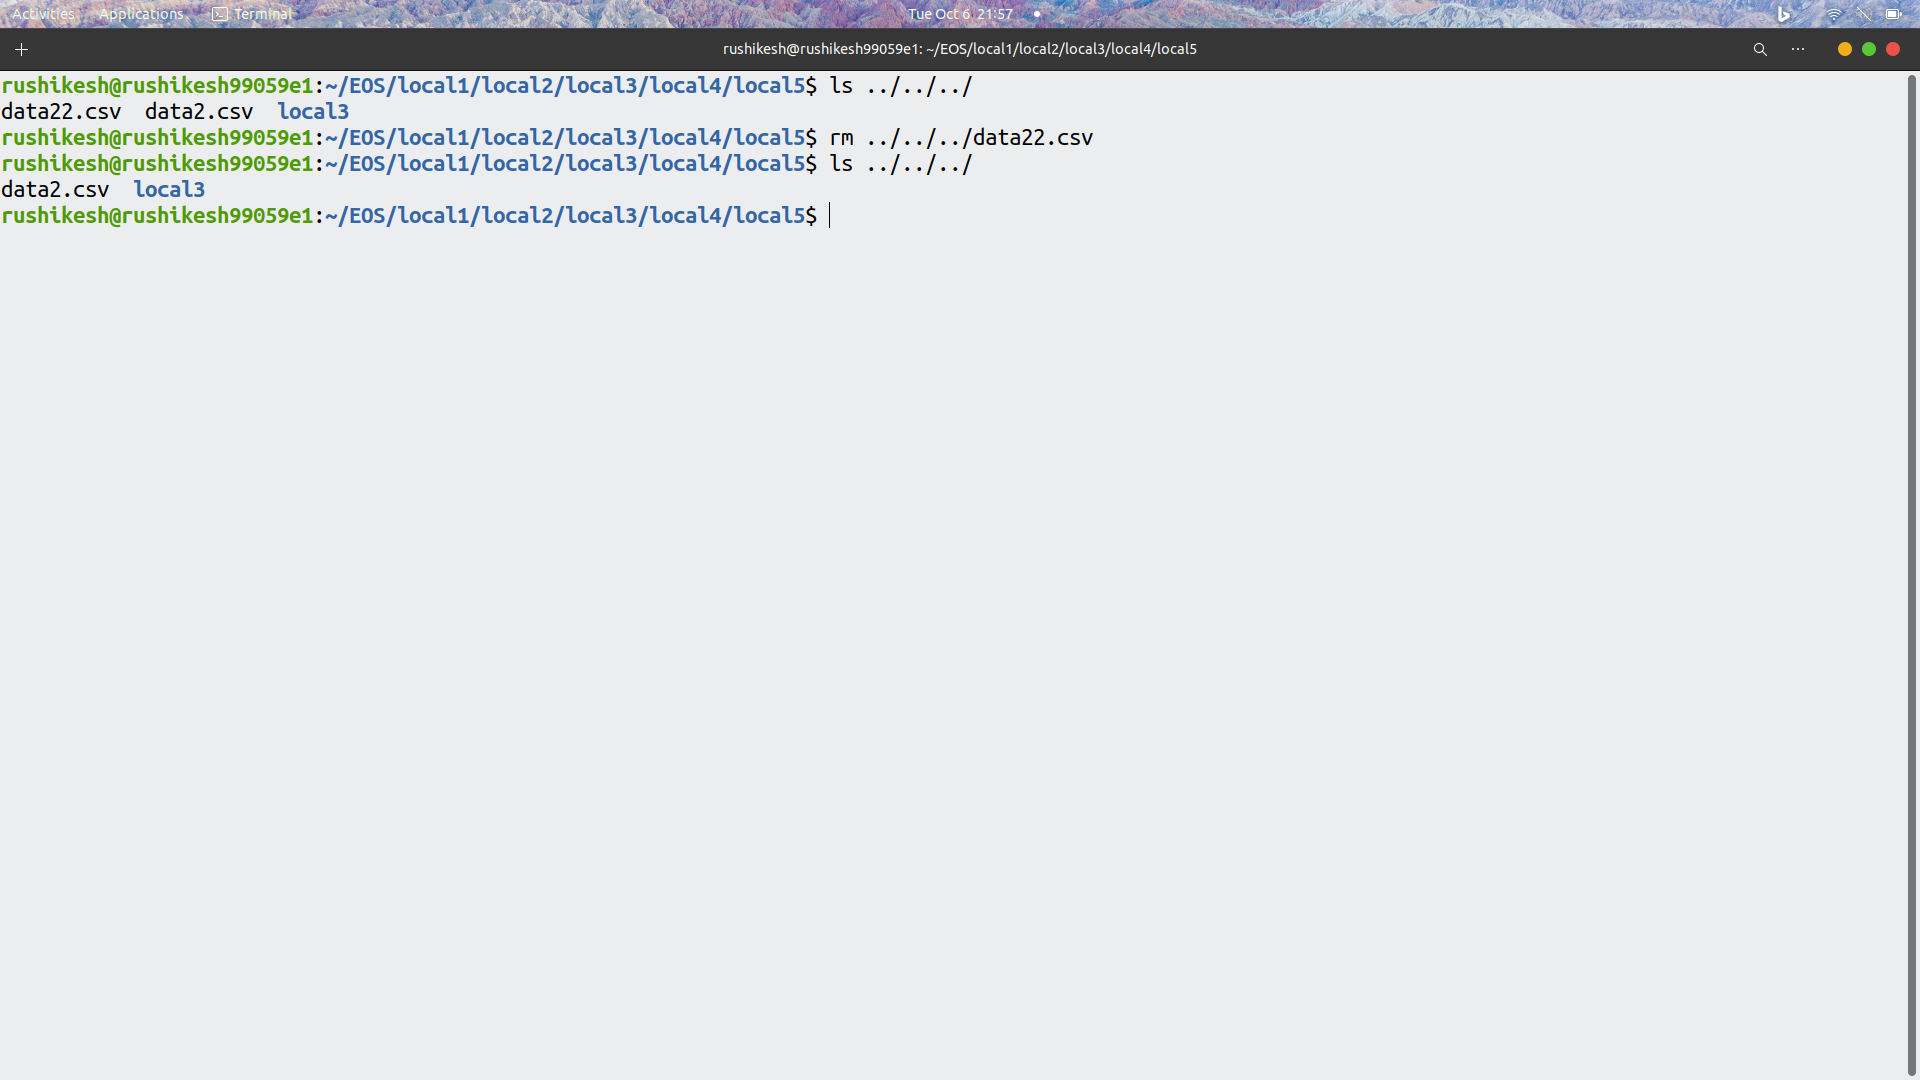 Activities Applications Terminal Tue Oct 6 21:57
rushikesh@rushikesh99059e1: ~/EOS/local1/local2/local3/local4/local5
rushikesh@rushikesh99059e1:~/EOS/local1/local2/local3/local4/local5$ ls ../../../
data22.csv  data2.csv  local3
rushikesh@rushikesh99059e1:~/EOS/local1/local2/local3/local4/local5$ rm ../../../data22.csv
rushikesh@rushikesh99059e1:~/EOS/local1/local2/local3/local4/local5$ ls ../../../
data2.csv  local3
rushikesh@rushikesh99059e1:~/EOS/local1/local2/local3/local4/local5$